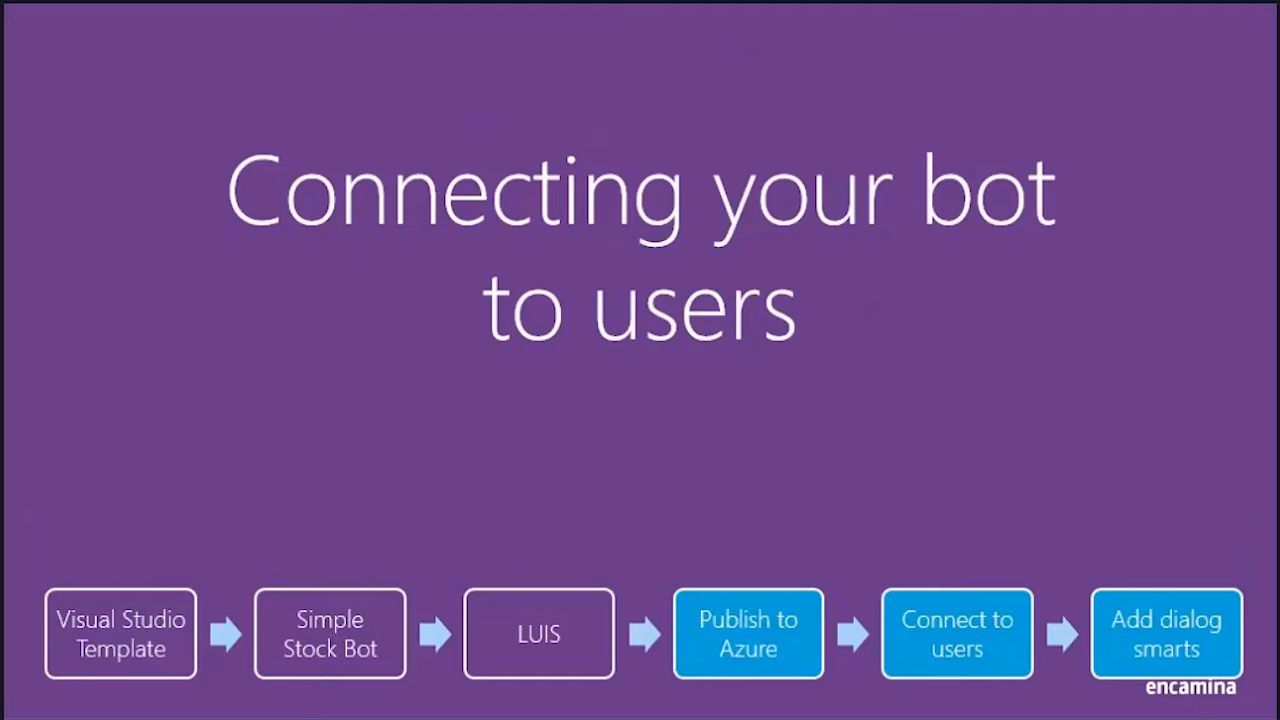 Connecting your bot
to users
Visual Studio
Template
Simple
Stock Bot
LUIS
Publish to
Azure
Connect to
users
Add dialog
smarts
encamina